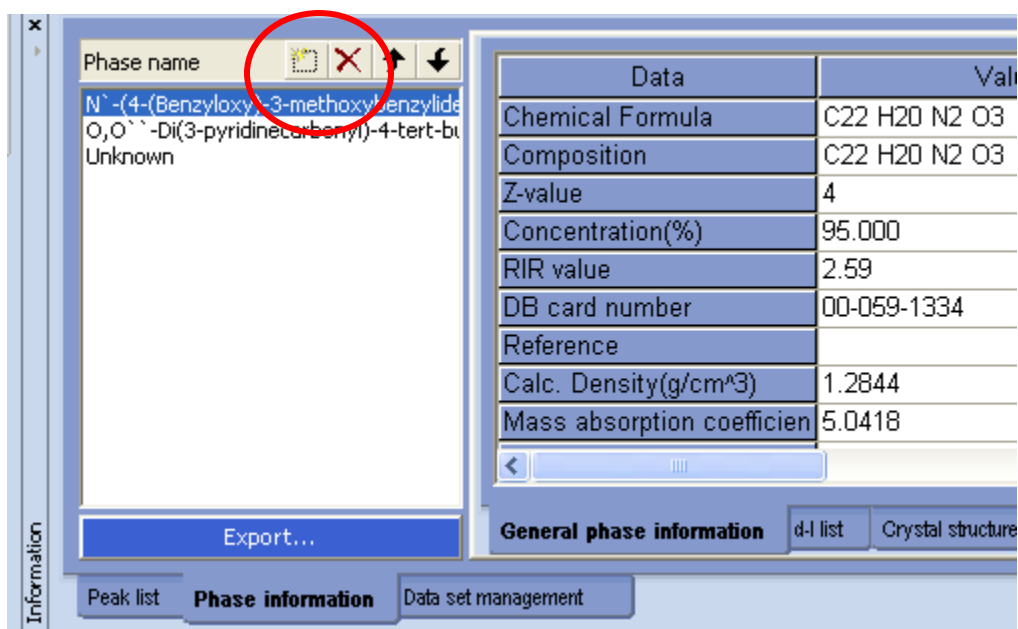 Phase name
N`-(4-(Benzyloxy)-3-methoxybenzylide
O,O``-Di(3-pyridinecarbonyl)-4-tert-bu
Unknown
Export...
Data Valu
Chemical Formula C22 H20 N2 O3
Composition C22 H20 N2 O3
Z-value 4
Concentration(%) 95.000
RIR value 2.59
DB card number 00-059-1334
Reference
Calc. Density(g/cm^3) 1.2844
Mass absorption coefficien 5.0418
General phase information d-I list Crystal structure
Peak list Phase information Data set management
Information